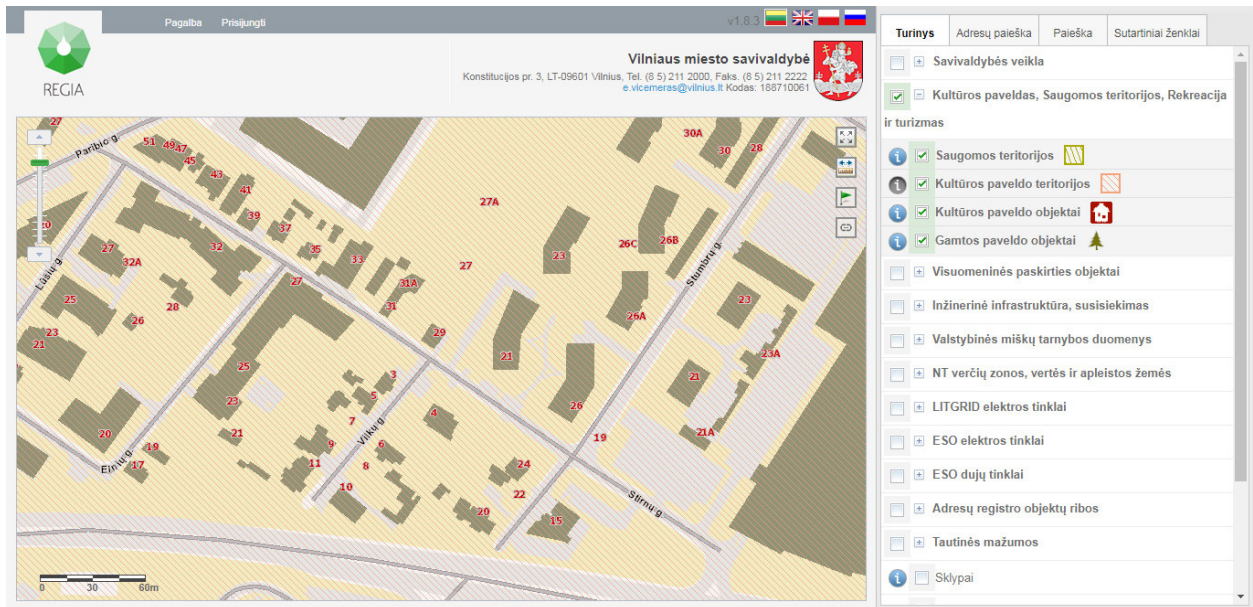 Pagalba Prisijungti
v1.8.3
REGIA
Vilniaus miesto savivaldybė
Konstitucijos pr. 3, LT-09601 Vilnius, Tel. (8 5) 211 2000, Faks. (8 5) 211 2222
e.vicemeras@vilnius.lt Kodas: 188710061
27
Paribio g.
51
49
47
45
43
41
39
37
35
33
32
32A
27
20
Lūšių g.
25
23
21
28
26
27
31A
31
29
25
23
21
20
19
17
Einių g.
3
5
7
9
11
10
Vilkų g.
6
8
4
27A
27
23
26C
26B
26A
30A
30
28
Stumbrų g.
23
23A
21
21A
21
26
19
24
22
20
15
Stirnų g.
0 30 60m
Turinys Adresų paieška Paieška Sutartiniai ženklai
Savivaldybės veikla
Kultūros paveldas, Saugomos teritorijos, Rekreacija
ir turizmas
Saugomos teritorijos
Kultūros paveldo teritorijos
Kultūros paveldo objektai
Gamtos paveldo objektai
Visuomeninės paskirties objektai
Inžinerinė infrastruktūra, susisiekimas
Valstybinės miškų tarnybos duomenys
NT verčių zonos, vertės ir apleistos žemės
LITGRID elektros tinklai
ESO elektros tinklai
ESO dujų tinklai
Adresų registro objektų ribos
Tautinės mažumos
Sklypai